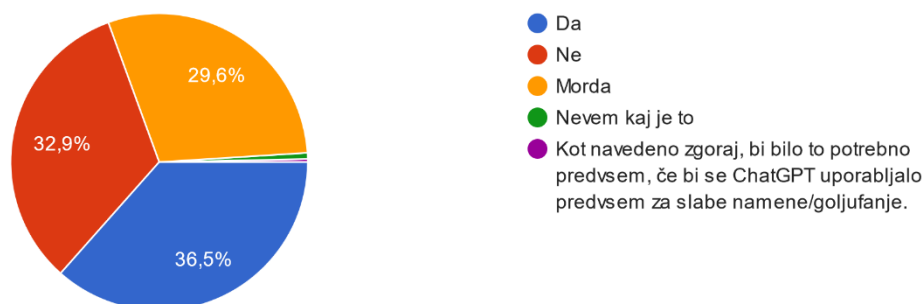 29,6%
32,9%
36,5%
Da
Ne
Morda
Nevem kaj je to
Kot navedeno zgoraj, bi bilo to potrebno
predvsem, če bi se ChatGPT uporabljalo
predvsem za slabe namene/goljufanje.